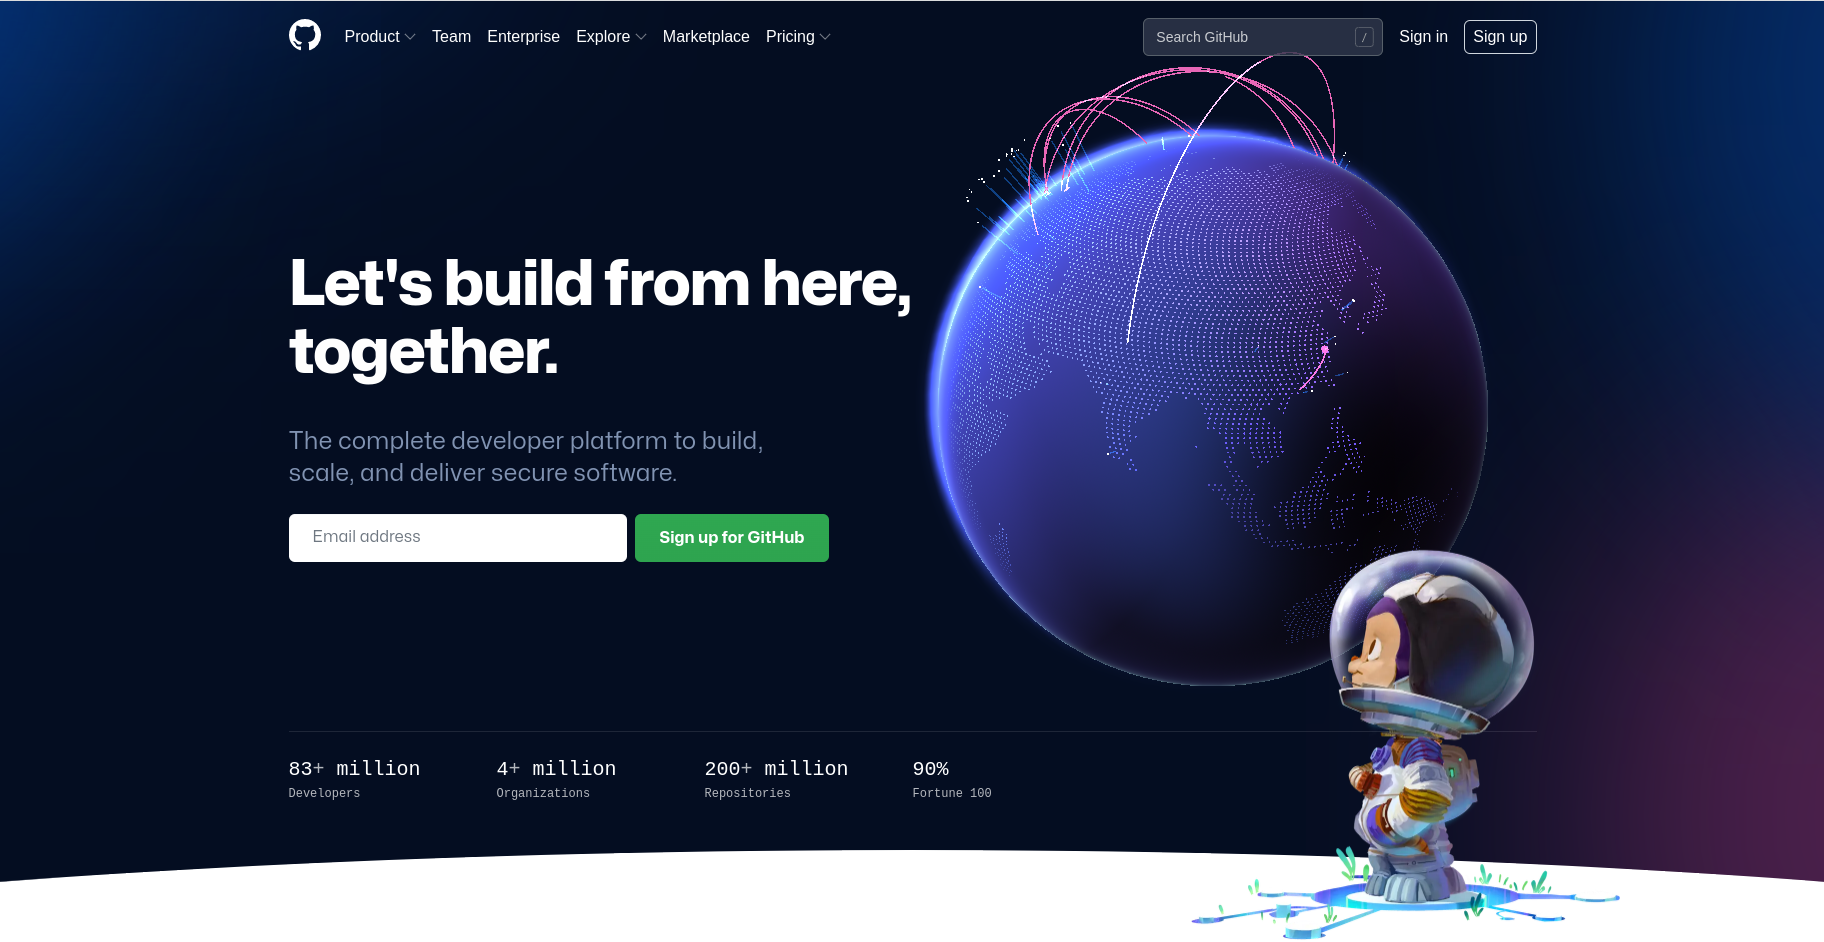 Product Team Enterprise Explore Marketplace Pricing Search GitHub / Sign in Sign up
Let's build from here,
together.
The complete developer platform to build,
scale, and deliver secure software.
Email address Sign up for GitHub
83+ million 4+ million 200+ million 90%
Developers Organizations Repositories Fortune 100